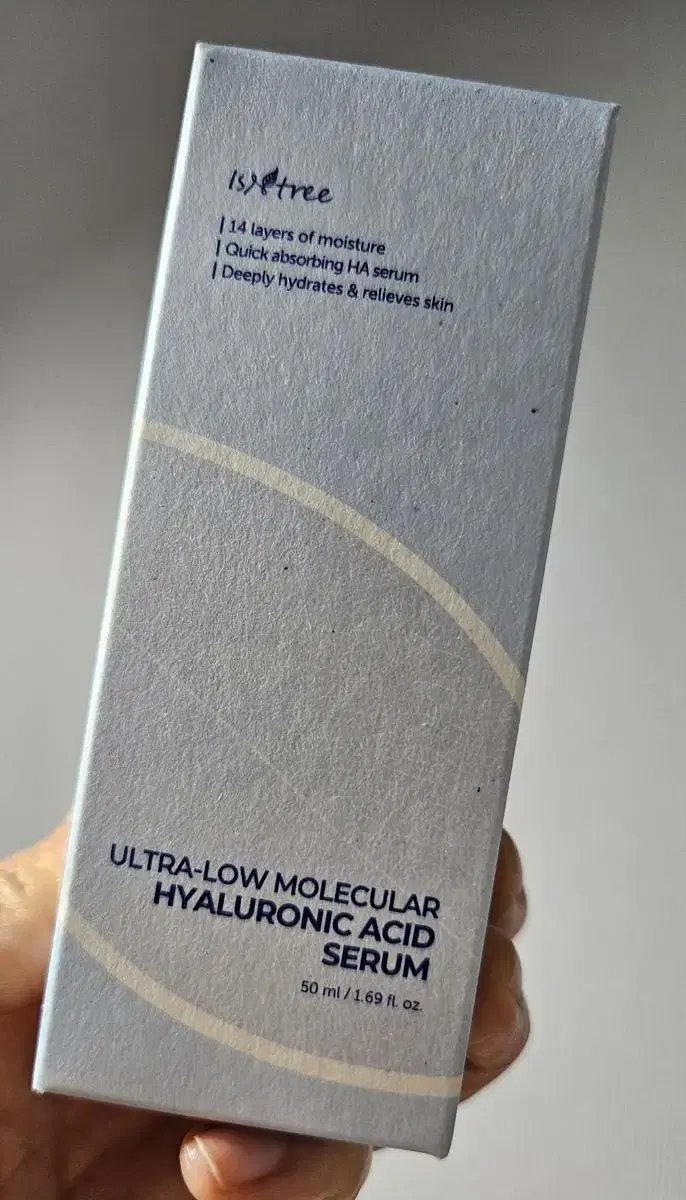 Isntree
14 layers of moisture
Quick absorbing HA serum
Deeply hydrates & relieves skin
ULTRA-LOW MOLECULAR
HYALURONIC ACID
SERUM
50 ml / 1.69 fl. oz.